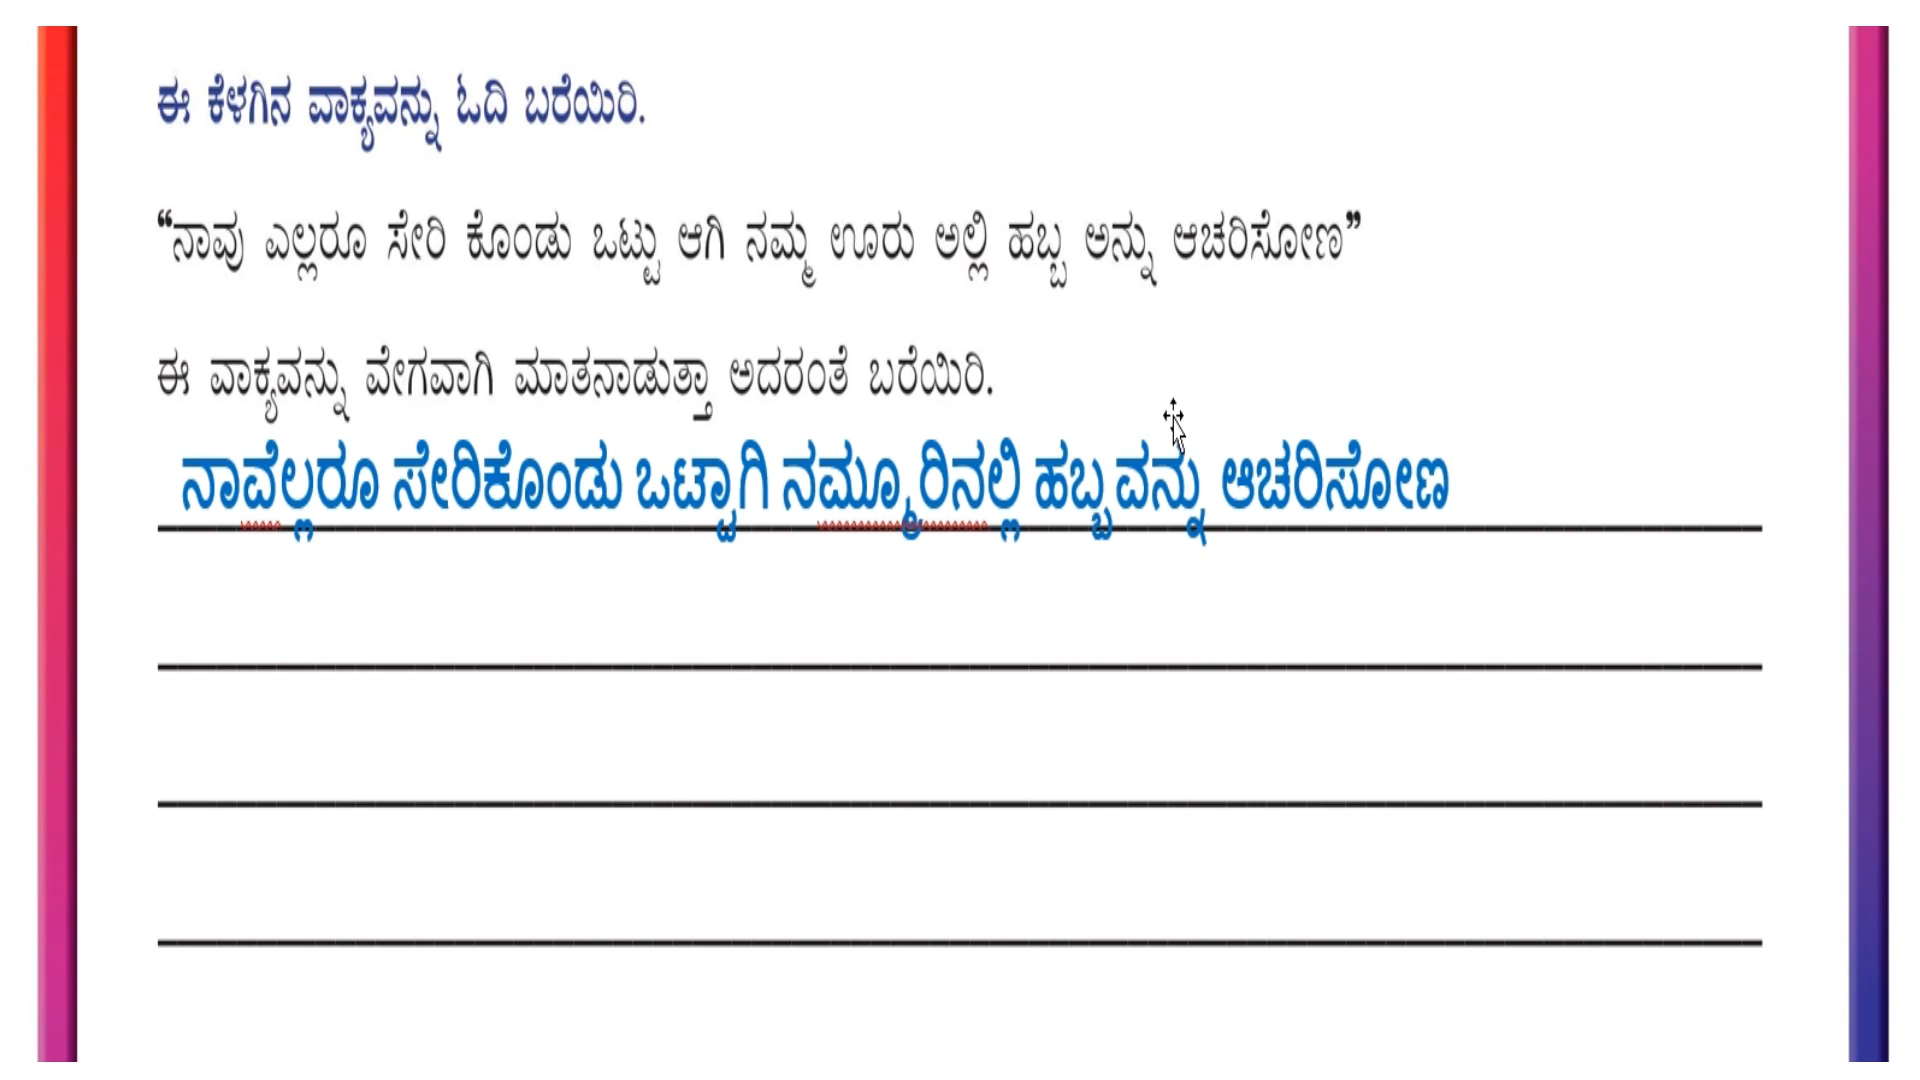 ಈ ಕೆಳಗಿನ ವಾಕ್ಯವನ್ನು ಓದಿ ಬರೆಯಿರಿ.
“ನಾವು ಎಲ್ಲರೂ ಸೇರಿ ಕೊಂಡು ಒಟ್ಟು ಆಗಿ ನಮ್ಮ ಊರು ಅಲ್ಲಿ ಹಬ್ಬ ಅನ್ನು ಆಚರಿಸೋಣ”
ಈ ವಾಕ್ಯವನ್ನು ವೇಗವಾಗಿ ಮಾತನಾಡುತ್ತಾ ಅದರಂತೆ ಬರೆಯಿರಿ.
ನಾವೆಲ್ಲರೂ ಸೇರಿಕೊಂಡು ಒಟ್ಟಾಗಿ ನಮ್ಮೂರಿನಲ್ಲಿ ಹಬ್ಬವನ್ನು ಆಚರಿಸೋಣ